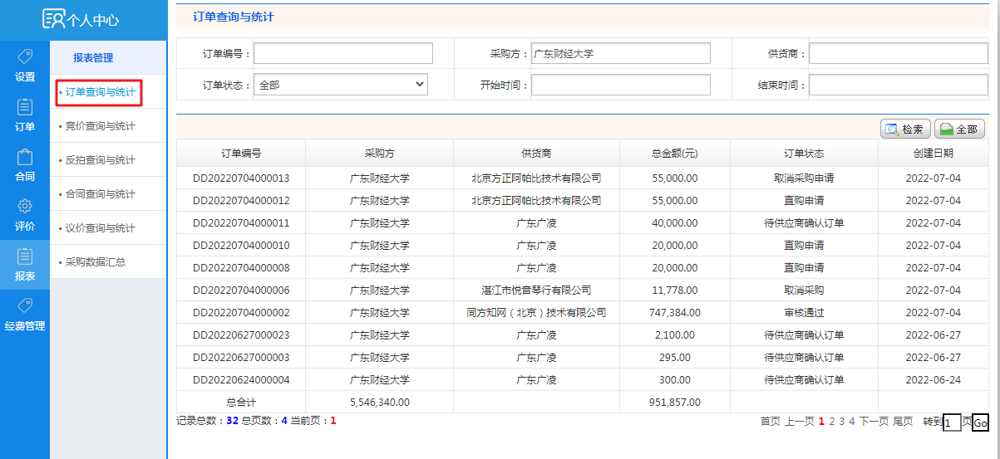 个人中心
设置
订单
合同
评价
报表
经费管理
报表管理
• 订单查询与统计
• 竞价查询与统计
• 反拍查询与统计
• 合同查询与统计
• 议价查询与统计
• 采购数据汇总
订单查询与统计
订单编号： 采购方： 广东财经大学 供货商：
订单状态： 全部 开始时间： 结束时间：
检索 全部
订单编号 采购方 供货商 总金额(元) 订单状态 创建日期
DD20220704000013 广东财经大学 北京方正阿帕比技术有限公司 55,000.00 取消采购申请 2022-07-04
DD20220704000012 广东财经大学 北京方正阿帕比技术有限公司 55,000.00 直购申请 2022-07-04
DD20220704000011 广东财经大学 广东广凌 40,000.00 待供应商确认订单 2022-07-04
DD20220704000010 广东财经大学 广东广凌 20,000.00 直购申请 2022-07-04
DD20220704000008 广东财经大学 广东广凌 20,000.00 直购申请 2022-07-04
DD20220704000006 广东财经大学 湛江市悦音琴行有限公司 11,778.00 取消采购 2022-07-04
DD20220704000002 广东财经大学 同方知网（北京）技术有限公司 747,384.00 审核通过 2022-07-04
DD20220627000023 广东财经大学 广东广凌 2,100.00 待供应商确认订单 2022-06-27
DD20220627000003 广东财经大学 广东广凌 295.00 待供应商确认订单 2022-06-27
DD20220624000004 广东财经大学 广东广凌 300.00 待供应商确认订单 2022-06-24
总合计 5,546,340.00 951,857.00
记录总数：32 总页数：4 当前页：1 首页 上一页 1 2 3 4 下一页 尾页 转到 1 页 Go